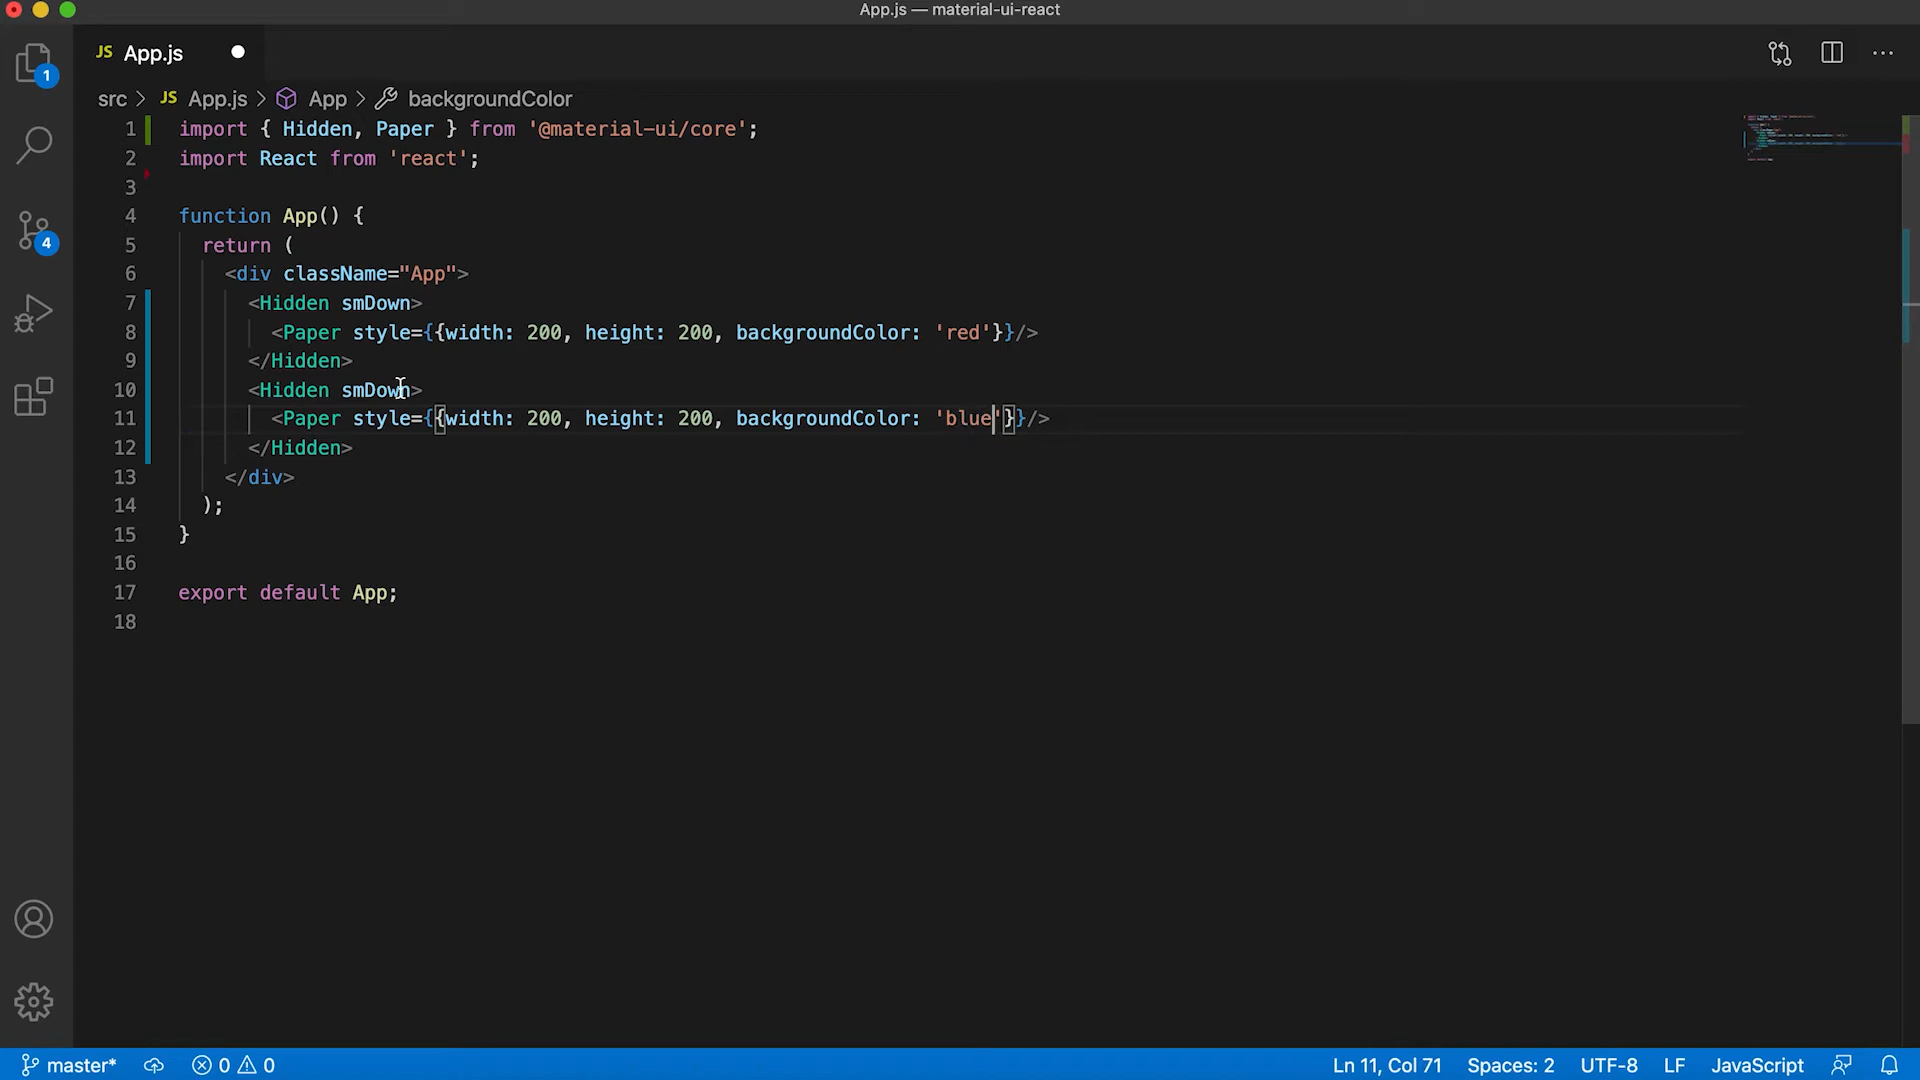 App.js — material-ui-react
JS App.js
1
src > JS App.js > App > backgroundColor
1 import { Hidden, Paper } from '@material-ui/core';
2 import React from 'react';
3
4 function App() {
5 return (
6 <div className="App">
7 <Hidden smDown>
8 <Paper style={{width: 200, height: 200, backgroundColor: 'red'}}/>
9 </Hidden>
10 <Hidden smDown>
11 <Paper style={{width: 200, height: 200, backgroundColor: 'blue'}}/>
12 </Hidden>
13 </div>
14 );
15 }
16
17 export default App;
18
4
master* 0 0 Ln 11, Col 71 Spaces: 2 UTF-8 LF JavaScript